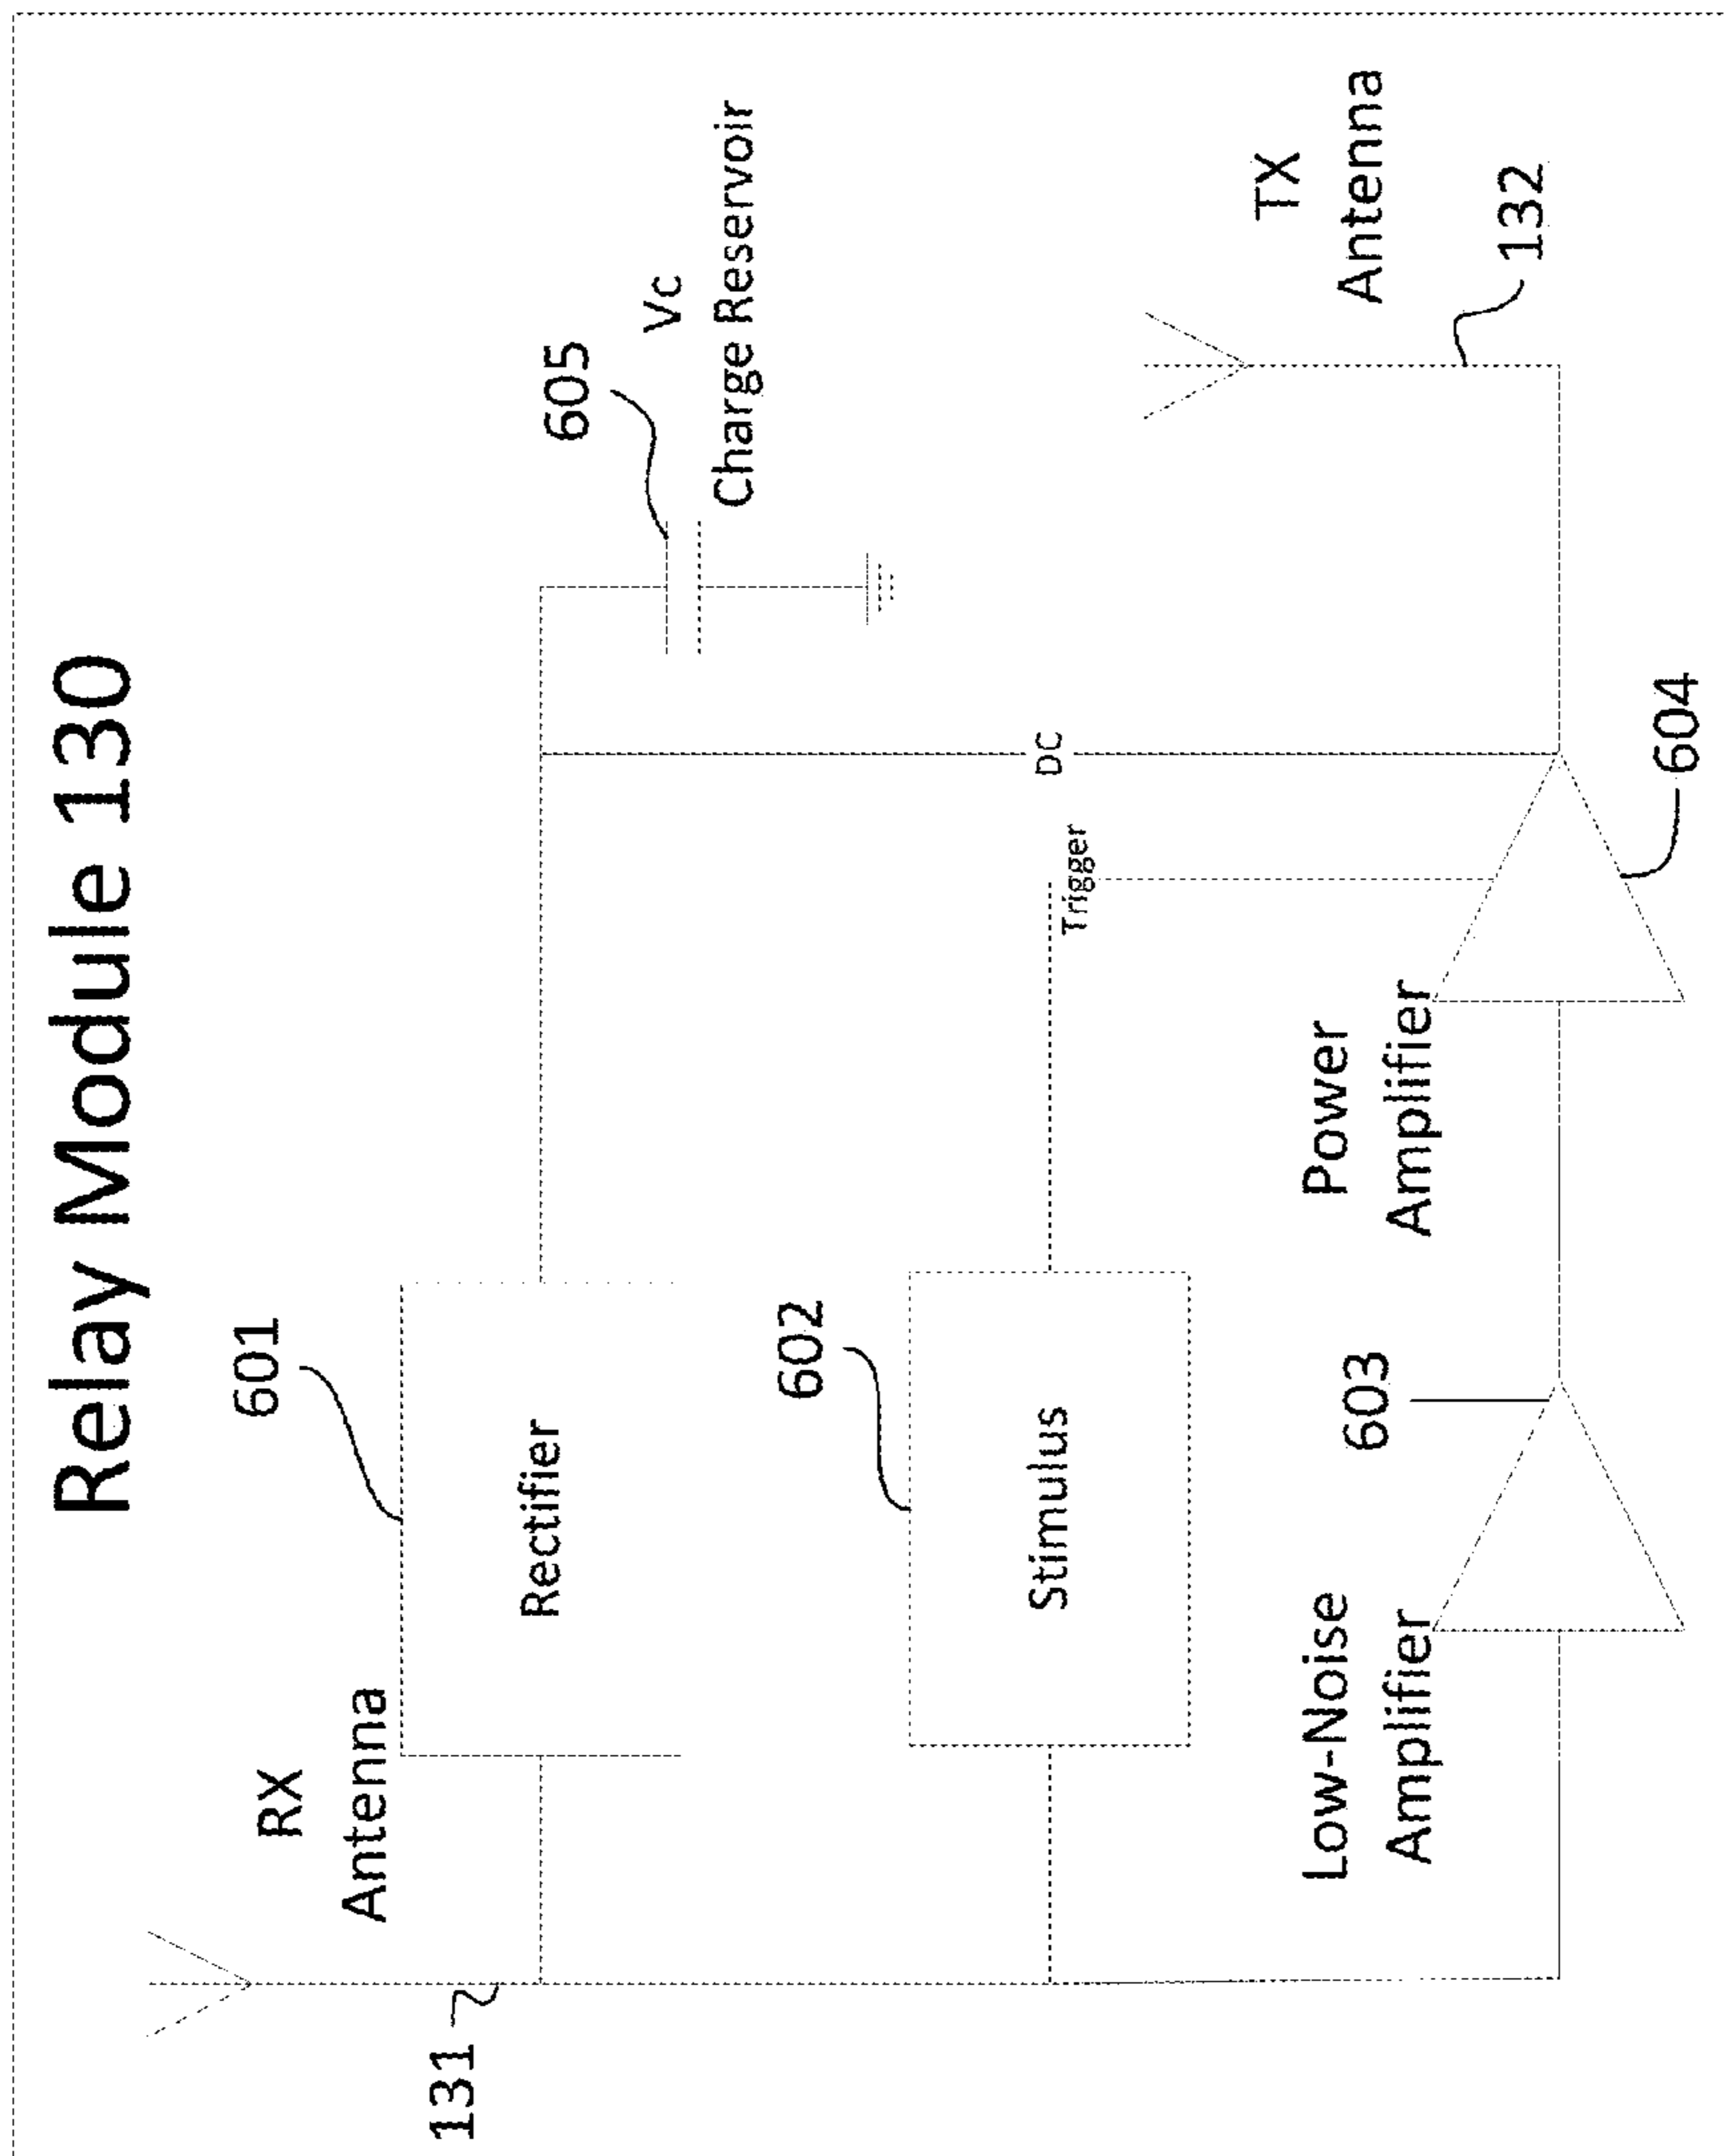 Relay Module 130
RX
Antenna
131
601
Rectifier
605
Vc
Charge Reservoir
602
Stimulus
Trigger
DC
Low-Noise
Amplifier
603
Power
Amplifier
604
TX
Antenna
132